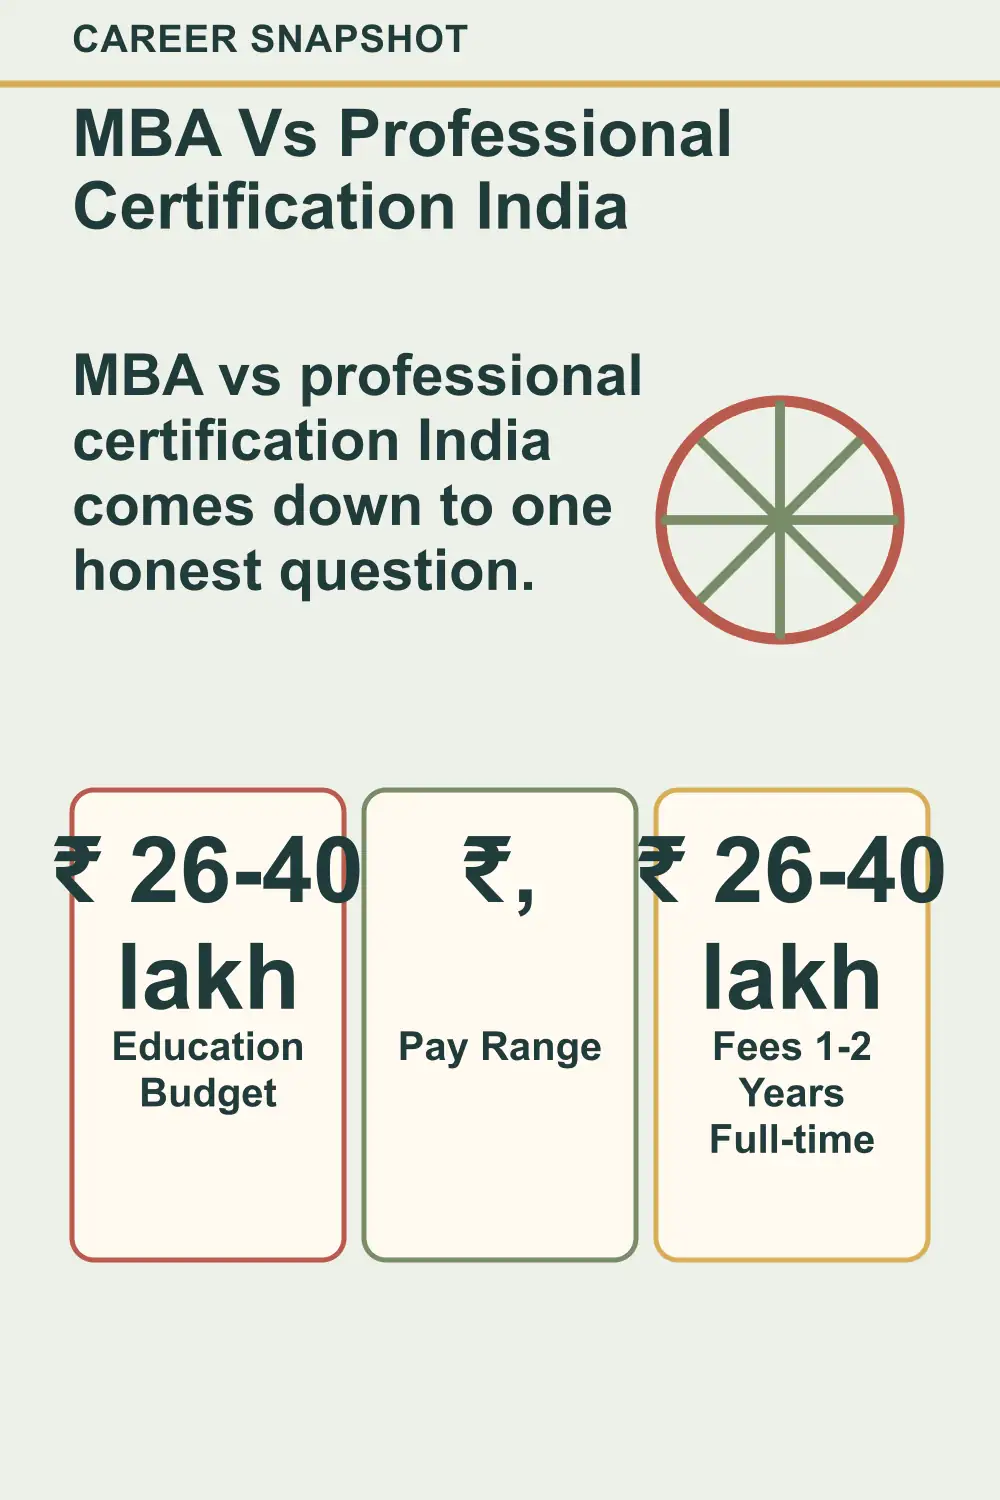 CAREER SNAPSHOT
MBA Vs Professional
Certification India
MBA vs professional
certification India
comes down to one
honest question.
₹ 26-40
lakh
Education
Budget
₹,
Pay Range
₹ 26-40
lakh
Fees 1-2
Years
Full-time